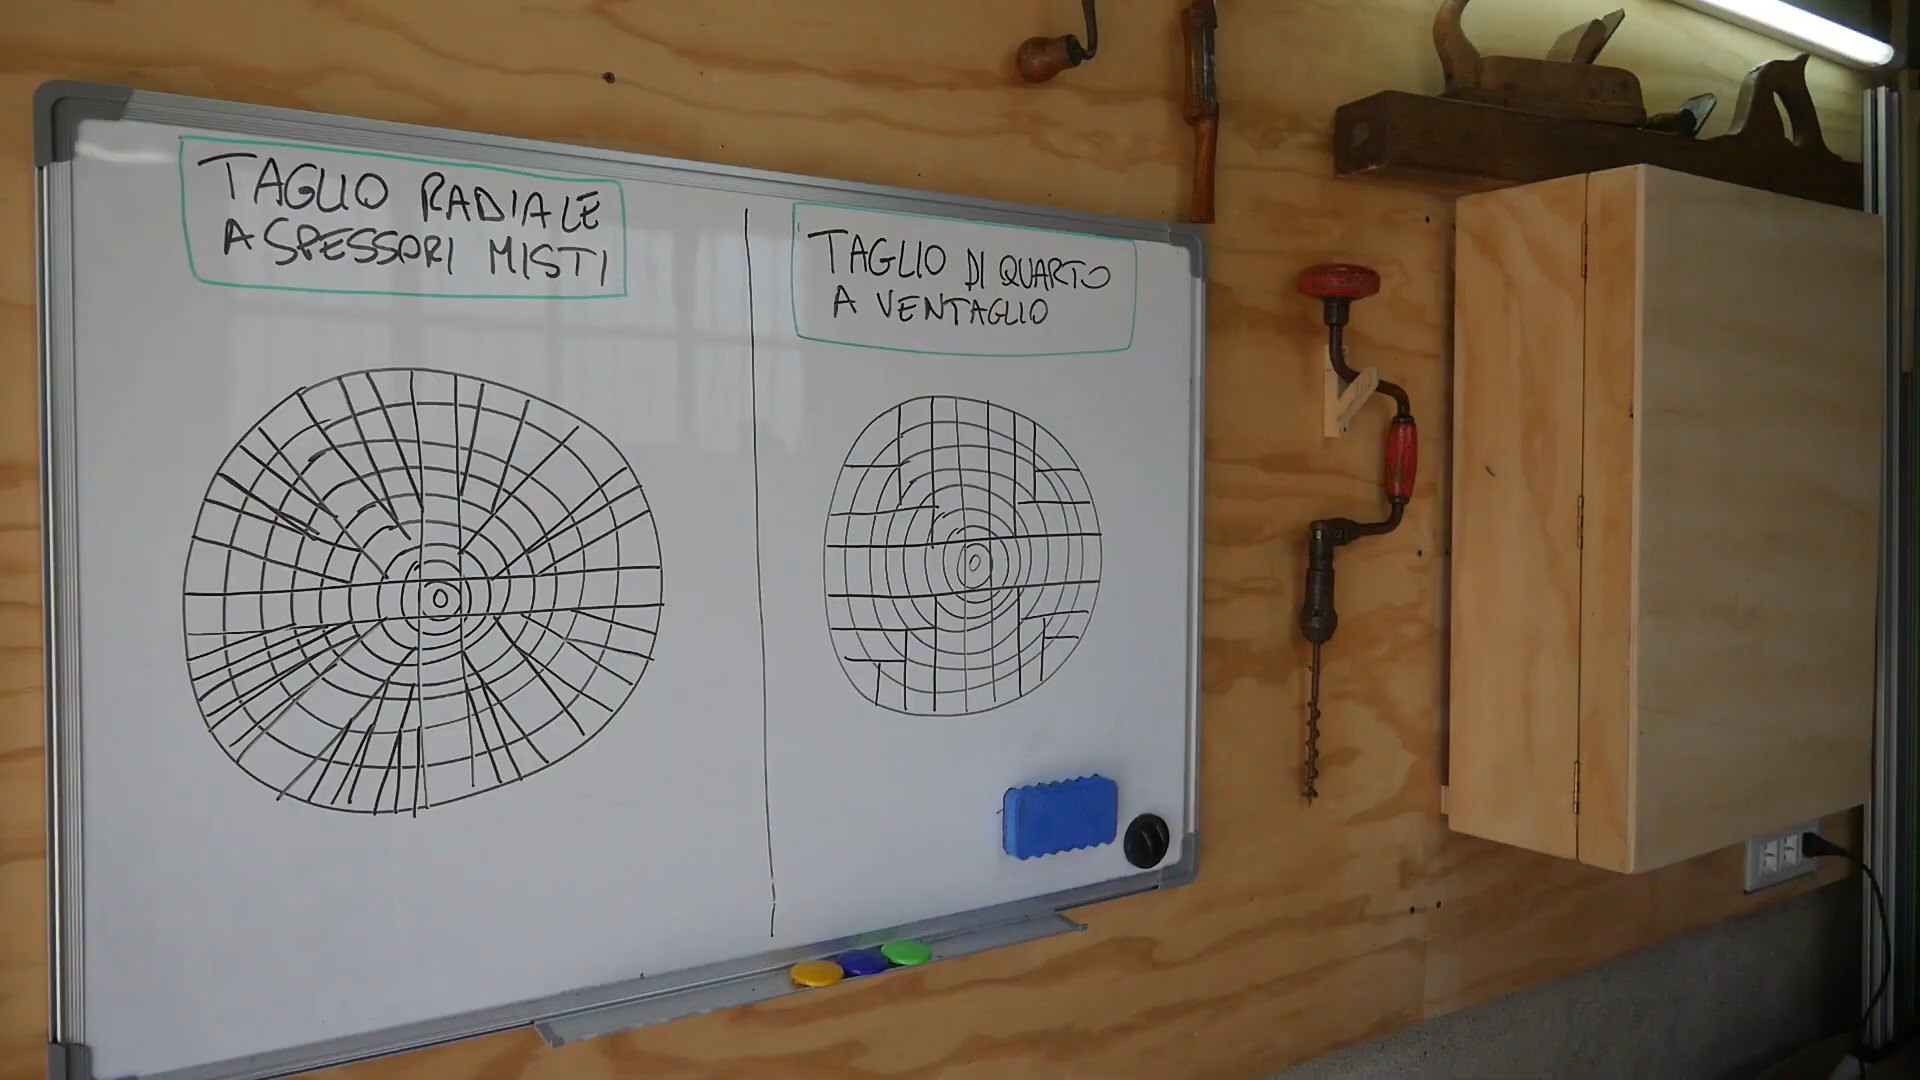 TAGLIO RADIALE
A SPESSORI MISTI
TAGLIO DI QUARTO
A VENTAGLIO